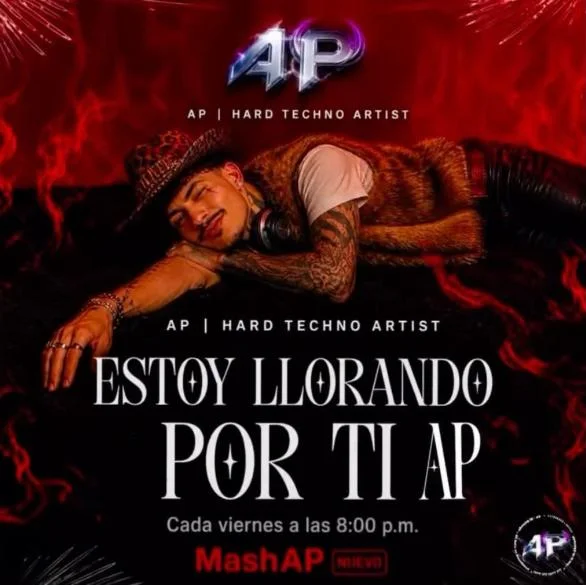 AP
AP | HARD TECHNO ARTIST
AP | HARD TECHNO ARTIST
ESTOY LLORANDO
POR TI AP
Cada viernes a las 8:00 p.m.
MashAP NUEVO
AP